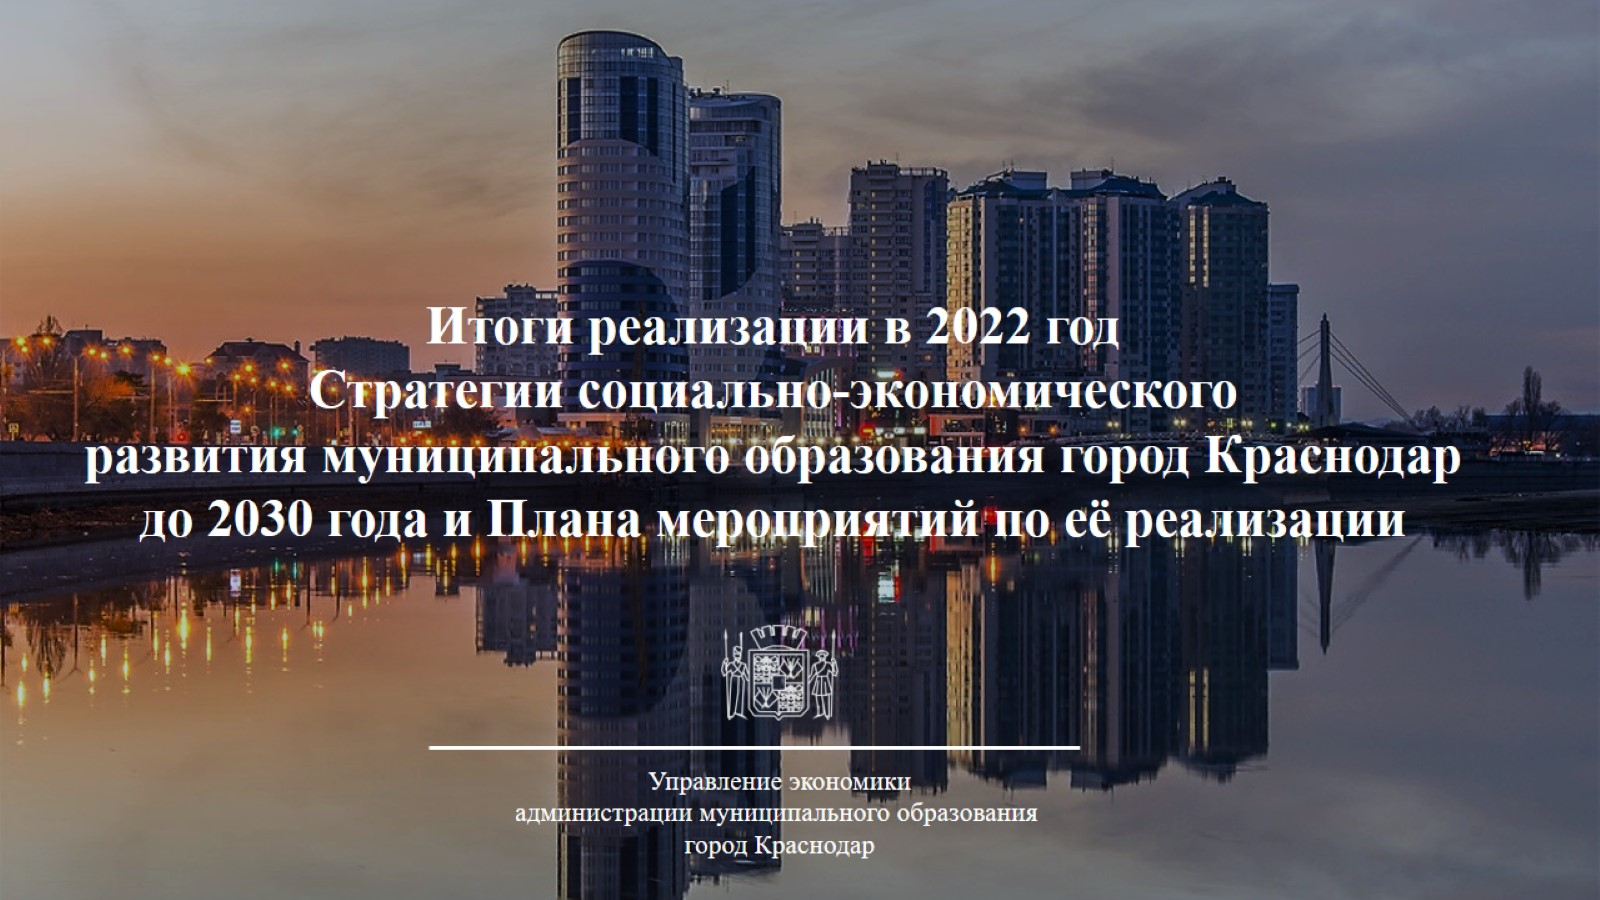 Итоги реализации в 2022 год
Стратегии социально-экономического
развития муниципального образования город Краснодар
до 2030 года и Плана мероприятий по её реализации
Управление экономики
администрации муниципального образования
город Краснодар